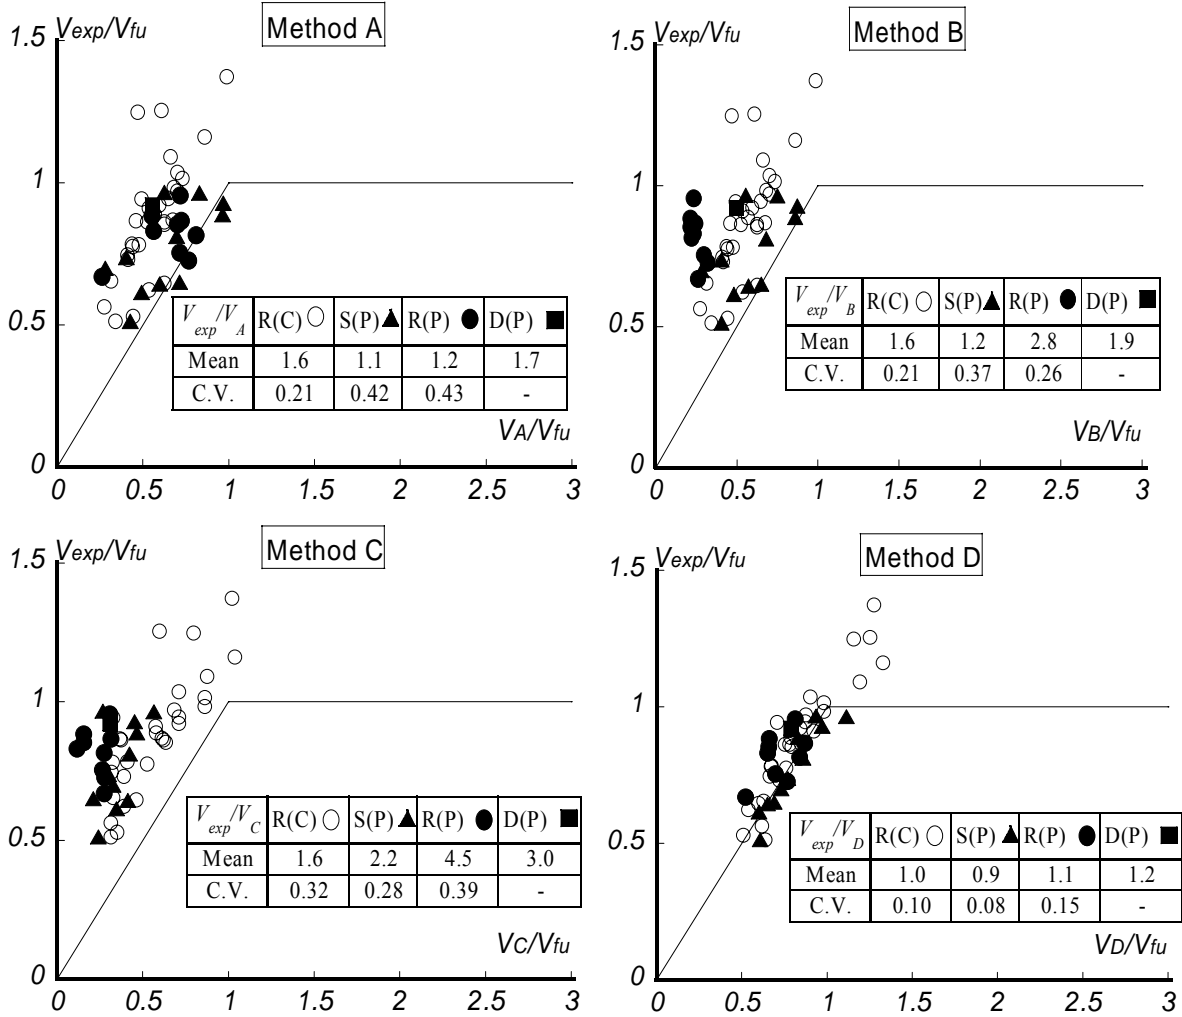 Vexp/Vfu
Method A
1.5
1
0.5
0
Vexp/VA R(C) S(P) R(P) D(P)
Mean 1.6 1.1 1.2 1.7
C.V. 0.21 0.42 0.43 -
VA/Vfu
0 0.5 1 1.5 2 2.5 3
Vexp/Vfu
Method B
1.5
1
0.5
0
Vexp/VB R(C) S(P) R(P) D(P)
Mean 1.6 1.2 2.8 1.9
C.V. 0.21 0.37 0.26 -
VB/Vfu
0 0.5 1 1.5 2 2.5 3
Vexp/Vfu
Method C
1.5
1
0.5
0
Vexp/VC R(C) S(P) R(P) D(P)
Mean 1.6 2.2 4.5 3.0
C.V. 0.32 0.28 0.39 -
VC/Vfu
0 0.5 1 1.5 2 2.5 3
Vexp/Vfu
Method D
1.5
1
0.5
0
Vexp/VD R(C) S(P) R(P) D(P)
Mean 1.0 0.9 1.1 1.2
C.V. 0.10 0.08 0.15 -
VD/Vfu
0 0.5 1 1.5 2 2.5 3